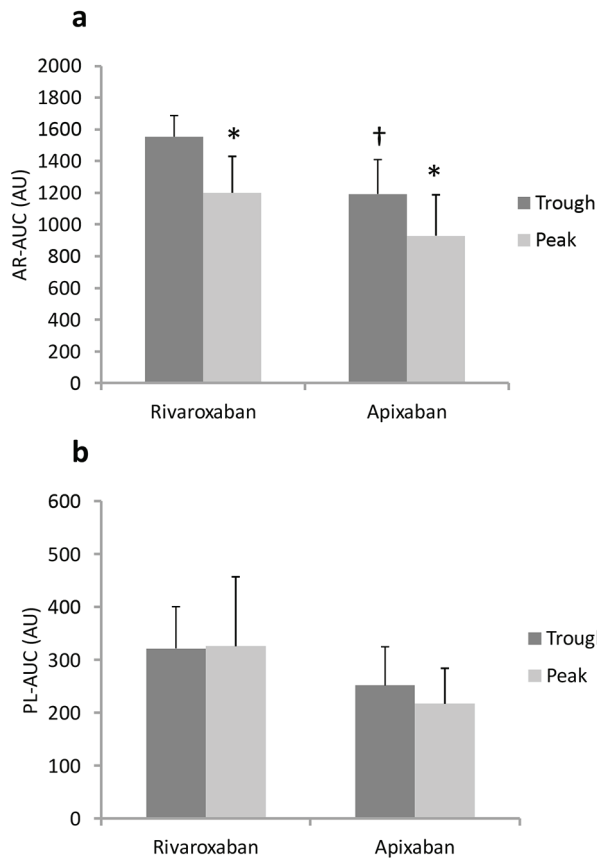 a
2000
1800
1600
1400
1200
1000
800
600
400
200
0
AR-AUC (AU)
*
†
*
Trough
Peak
Rivaroxaban Apixaban
b
600
500
400
300
200
100
0
PL-AUC (AU)
Troug
Peak
Rivaroxaban Apixaban